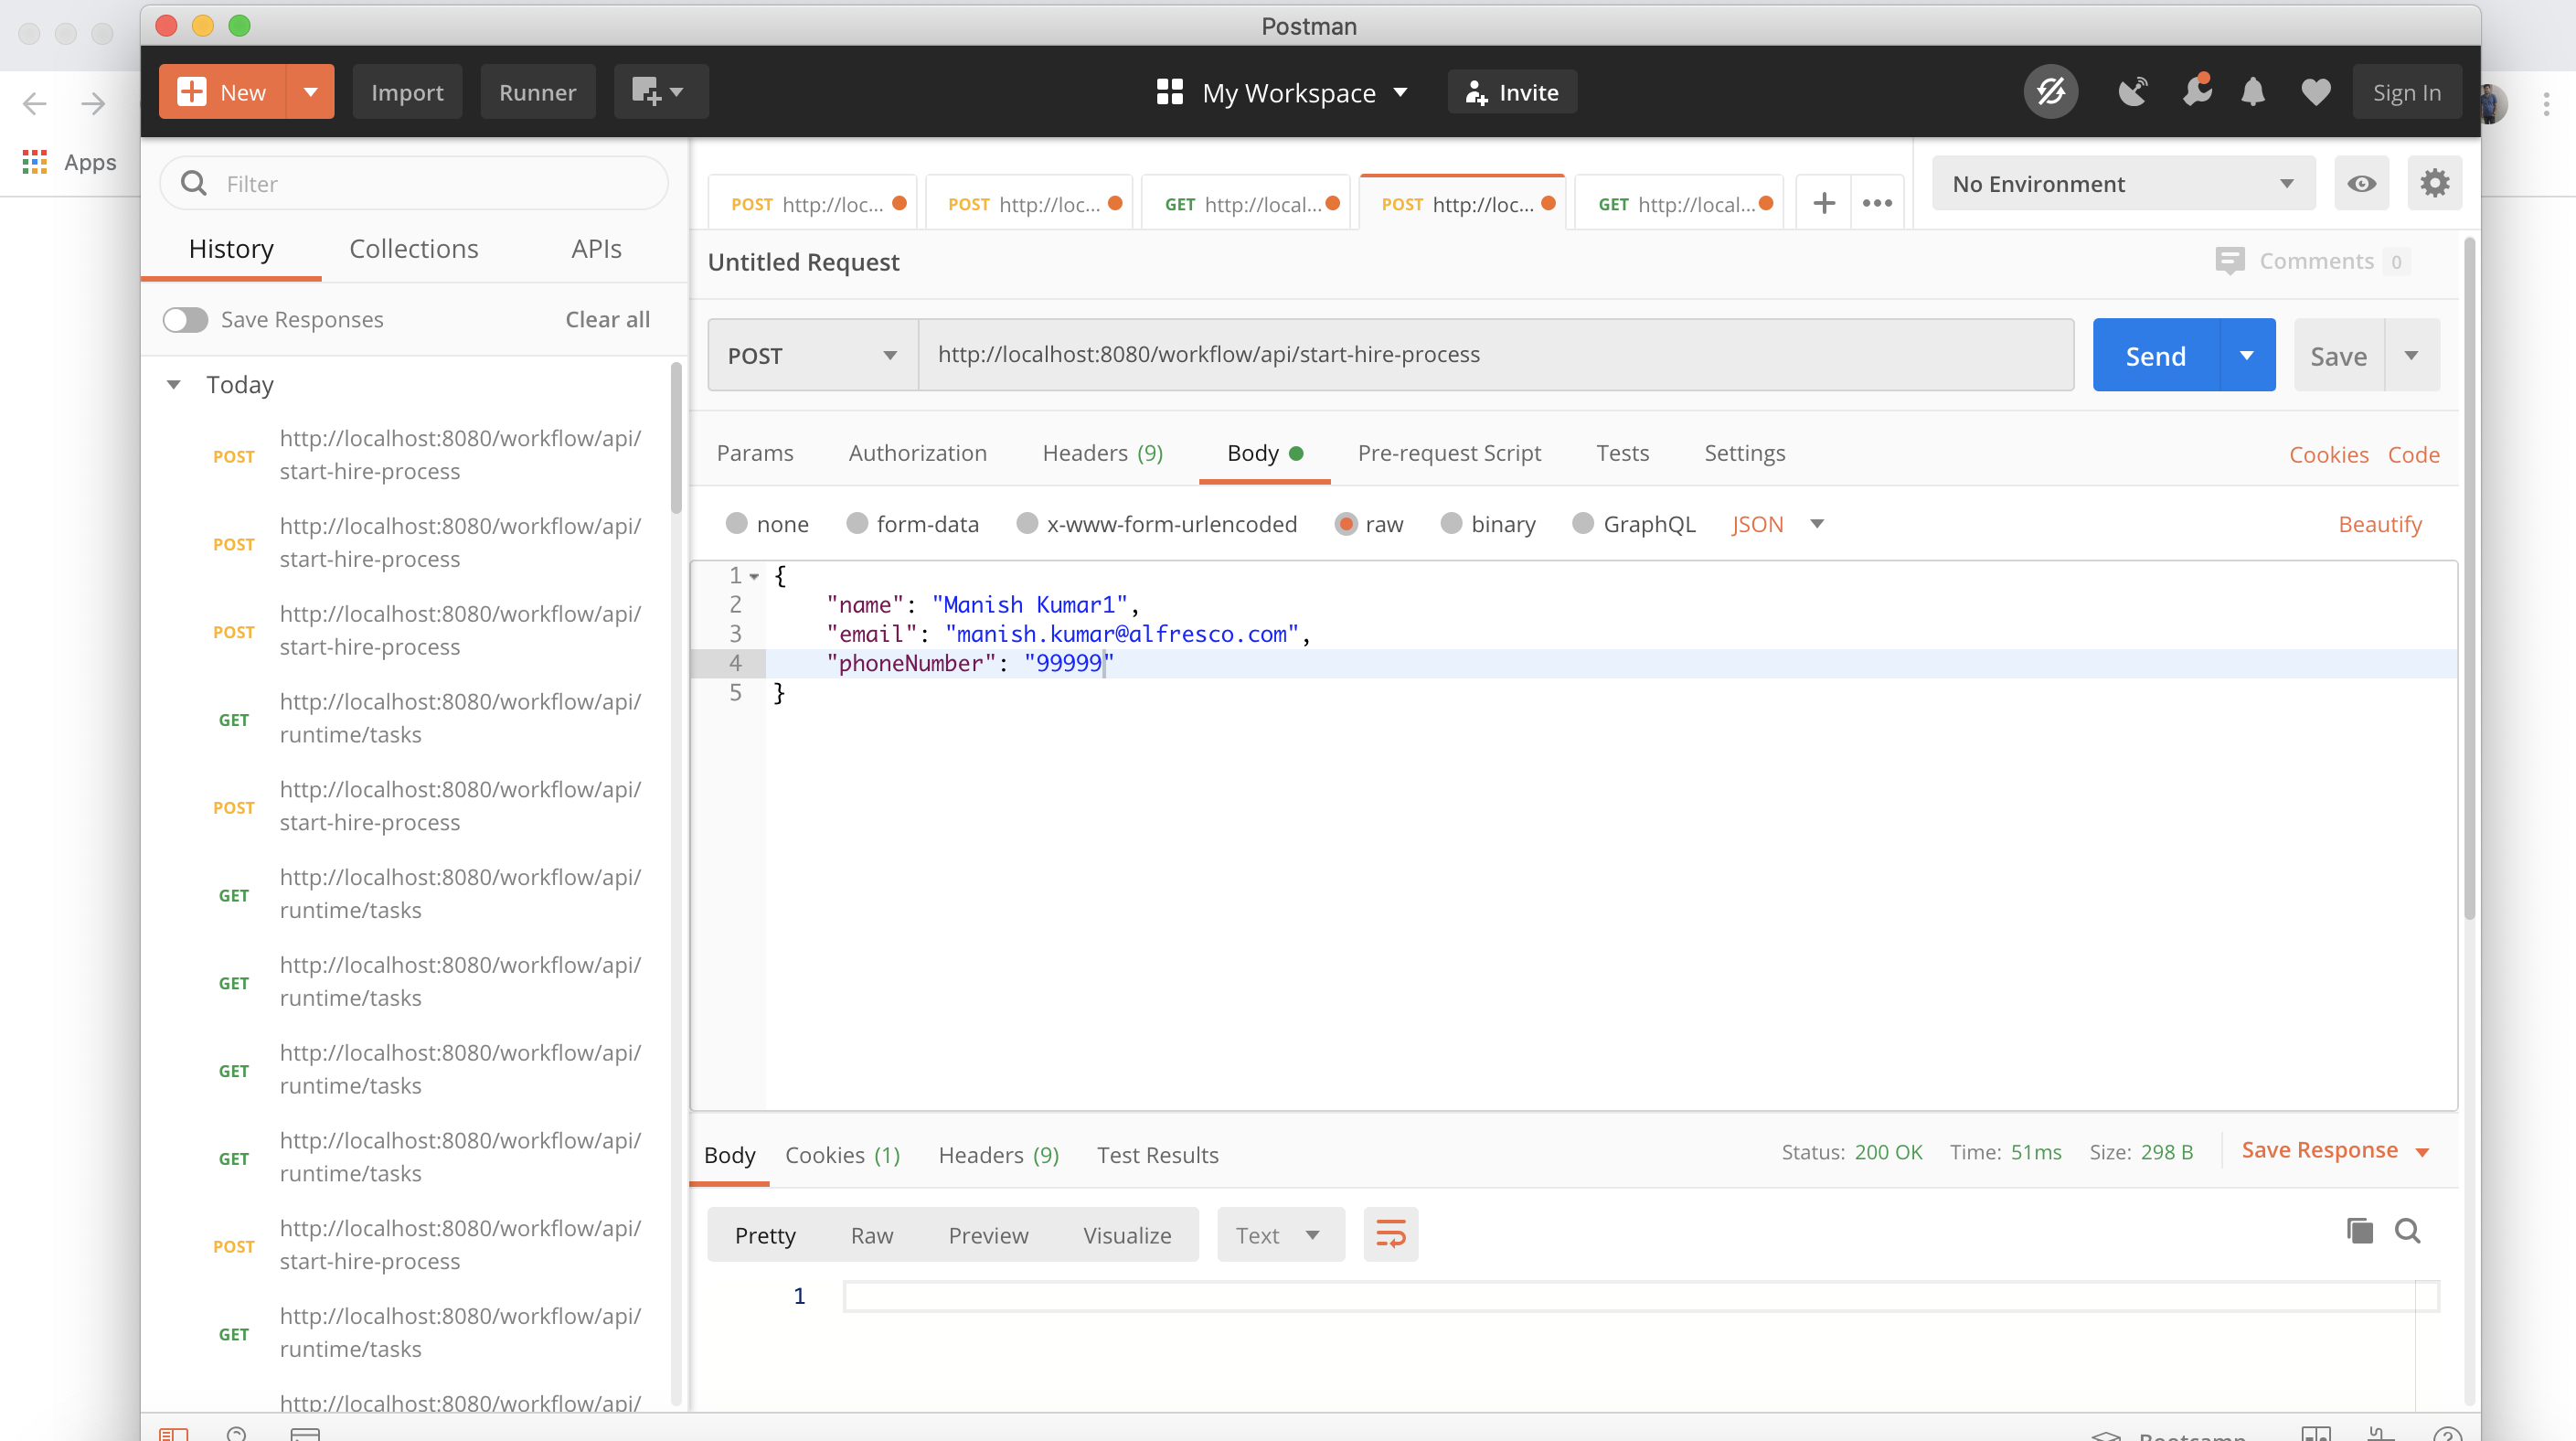 Postman
New
Import
Runner
My Workspace
Invite
Sign In
Apps
Filter
History
Collections
APIs
Save Responses
Clear all
Today
POST http://localhost:8080/workflow/api/
start-hire-process
POST http://localhost:8080/workflow/api/
start-hire-process
POST http://localhost:8080/workflow/api/
start-hire-process
GET http://localhost:8080/workflow/api/
runtime/tasks
POST http://localhost:8080/workflow/api/
start-hire-process
GET http://localhost:8080/workflow/api/
runtime/tasks
GET http://localhost:8080/workflow/api/
runtime/tasks
GET http://localhost:8080/workflow/api/
runtime/tasks
GET http://localhost:8080/workflow/api/
runtime/tasks
POST http://localhost:8080/workflow/api/
start-hire-process
GET http://localhost:8080/workflow/api/
runtime/tasks
http://localhost:8080/workflow/api/
POST http://loc...
POST http://loc...
GET http://local...
POST http://loc...
GET http://local...
No Environment
Untitled Request
Comments 0
POST
http://localhost:8080/workflow/api/start-hire-process
Send
Save
Params
Authorization
Headers (9)
Body
Pre-request Script
Tests
Settings
Cookies
Code
none
form-data
x-www-form-urlencoded
raw
binary
GraphQL
JSON
Beautify
1 {
2 "name": "Manish Kumar1",
3 "email": "manish.kumar@alfresco.com",
4 "phoneNumber": "99999"
5 }
Body
Cookies (1)
Headers (9)
Test Results
Status: 200 OK
Time: 51ms
Size: 298 B
Save Response
Pretty
Raw
Preview
Visualize
Text
1
Bootcamp